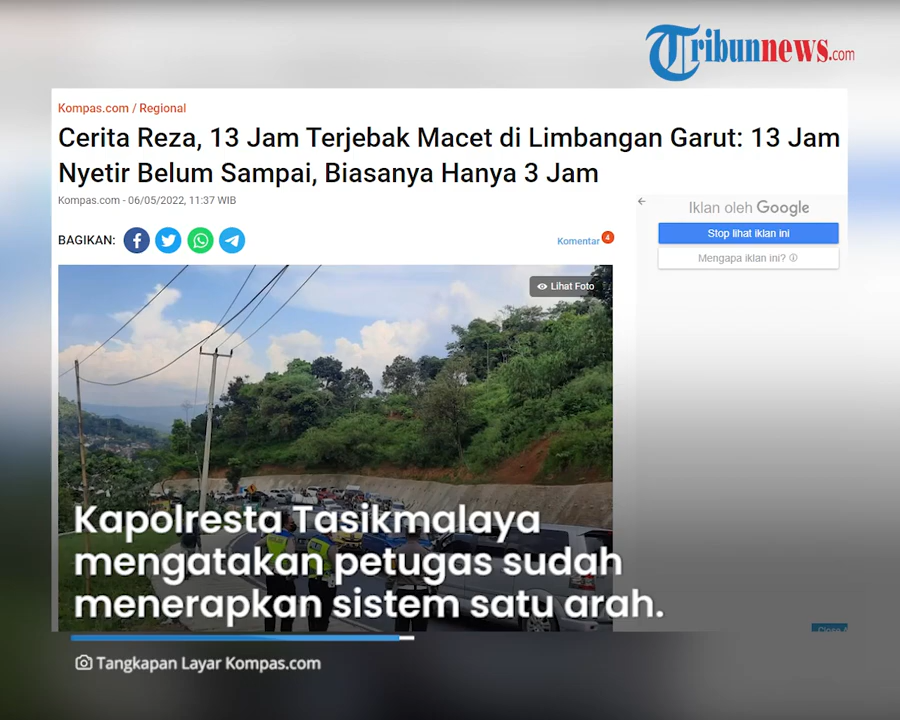 Tribunnews.com
Kompas.com / Regional
Cerita Reza, 13 Jam Terjebak Macet di Limbangan Garut: 13 Jam
Nyetir Belum Sampai, Biasanya Hanya 3 Jam
Kompas.com - 06/05/2022, 11:37 WIB
BAGIKAN:
Komentar 4
Iklan oleh Google
Stop lihat iklan ini
Mengapa iklan ini?
Lihat Foto
Kapolresta Tasikmalaya
mengatakan petugas sudah
menerapkan sistem satu arah.
Tangkapan Layar Kompas.com